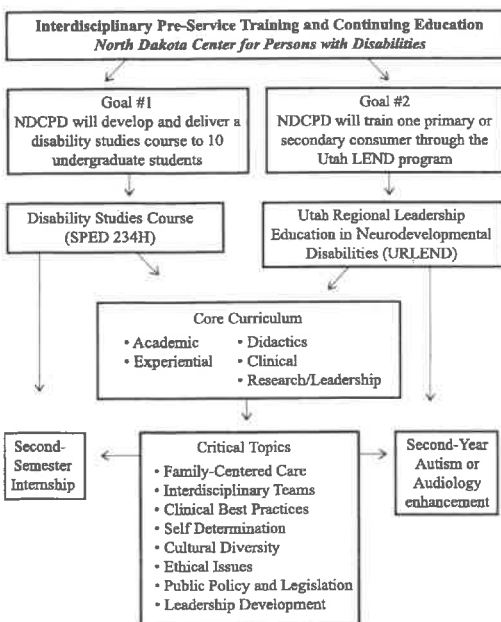 Interdisciplinary Pre-Service Training and Continuing Education
North Dakota Center for Persons with Disabilities
Goal #1
NDCPD will develop and deliver a
disability studies course to 10
undergraduate students
Goal #2
NDCPD will train one primary or
secondary consumer through the
Utah LEND program
Disability Studies Course
(SPED 234H)
Utah Regional Leadership
Education in Neurodevelopmental
Disabilities (URLEND)
Core Curriculum
• Academic
• Experiential
• Didactics
• Clinical
• Research/Leadership
Second-
Semester
Internship
Critical Topics
• Family-Centered Care
• Interdisciplinary Teams
• Clinical Best Practices
• Self Determination
• Cultural Diversity
• Ethical Issues
• Public Policy and Legislation
• Leadership Development
Second-Year
Autism or
Audiology
enhancement